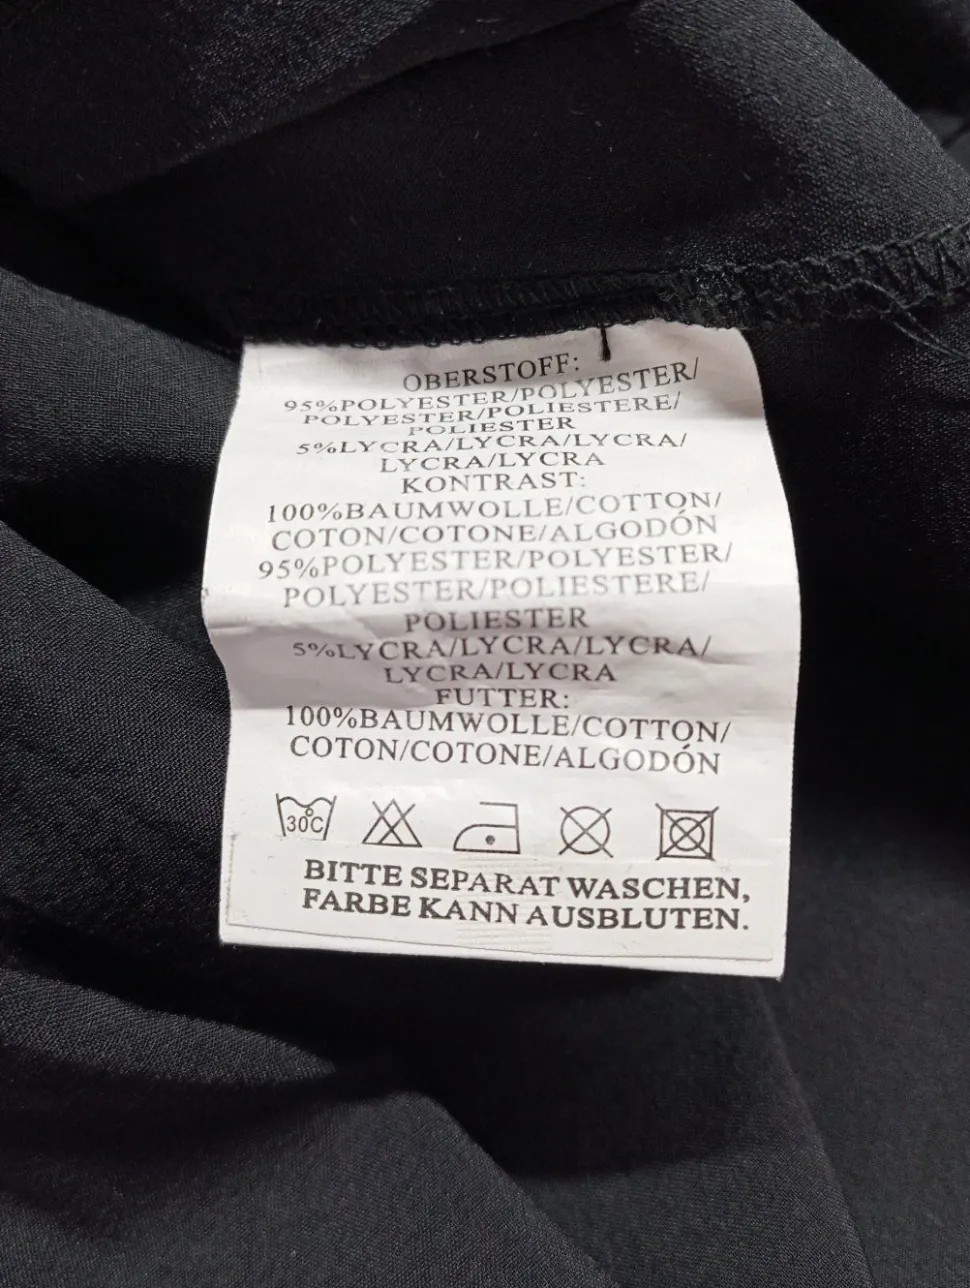 OBERSTOFF:
95%POLYESTER/POLYESTER/
POLYESTER/POLIESTERE/
POLIESTER
5%LYCRA/LYCRA/LYCRA/
LYCRA/LYCRA
KONTRAST:
100%BAUMWOLLE/COTTON/
COTON/COTONE/ALGODÓN
95%POLYESTER/POLYESTER/
POLYESTER/POLIESTERE/
POLIESTER
5%LYCRA/LYCRA/LYCRA/
LYCRA/LYCRA
FUTTER:
100%BAUMWOLLE/COTTON/
COTON/COTONE/ALGODÓN
30C
BITTE SEPARAT WASCHEN,
FARBE KANN AUSBLUTEN.